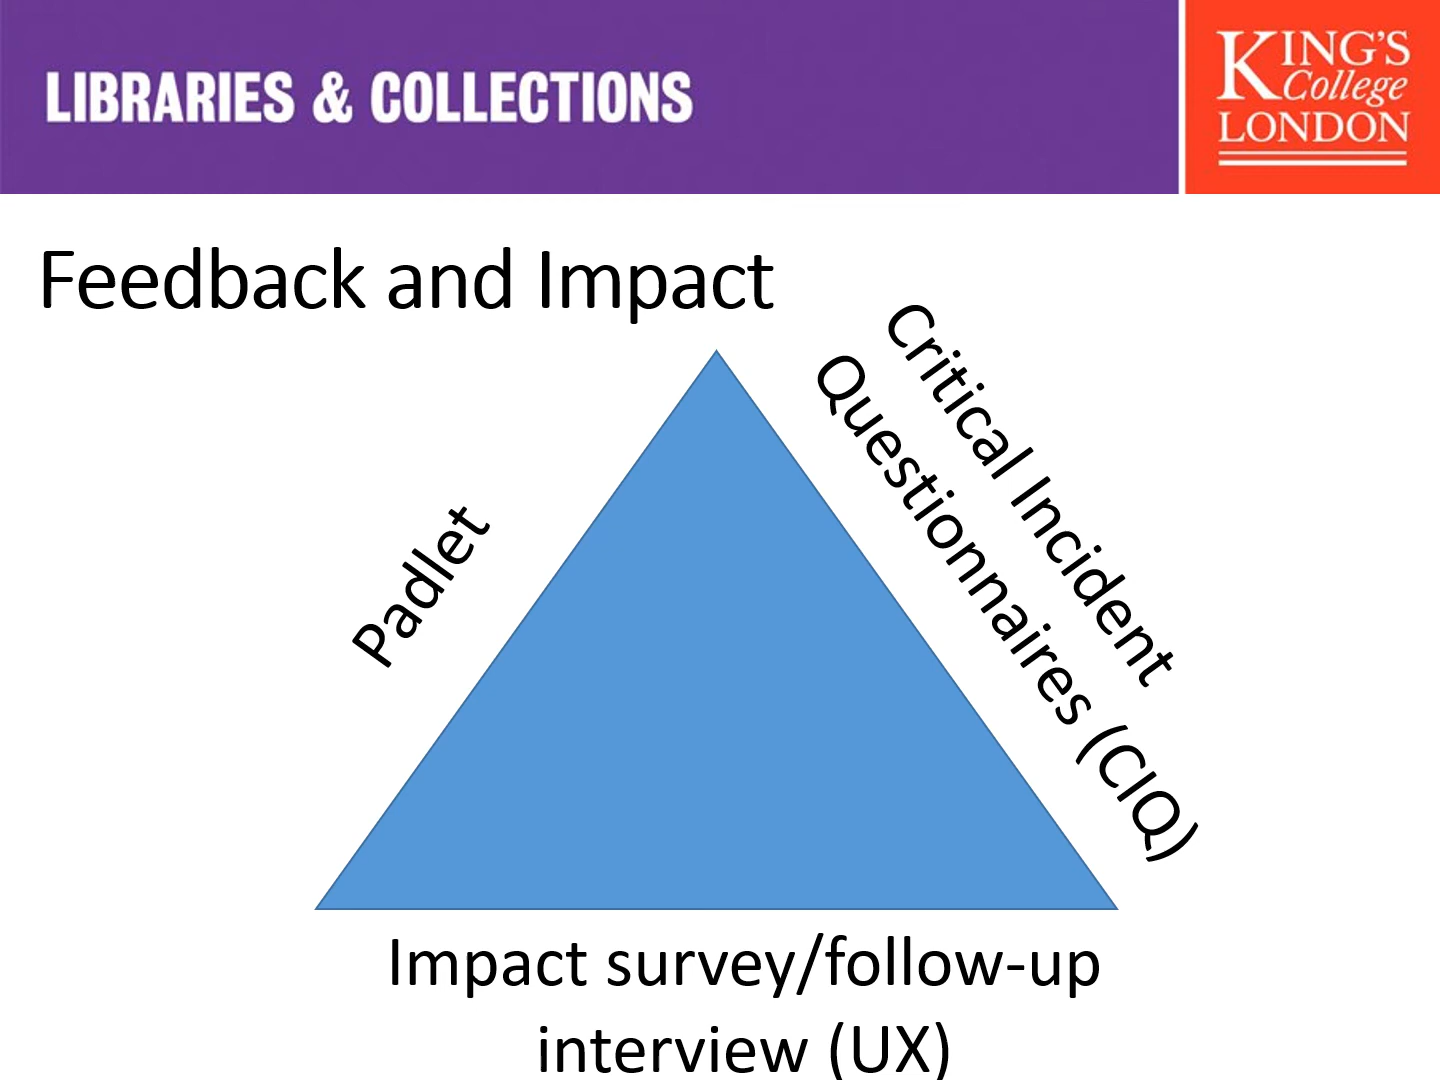 LIBRARIES & COLLECTIONS
KING'S
College
LONDON
Feedback and Impact
Padlet
Critical Incident
Questionnaires (CIQ)
Impact survey/follow-up
interview (UX)